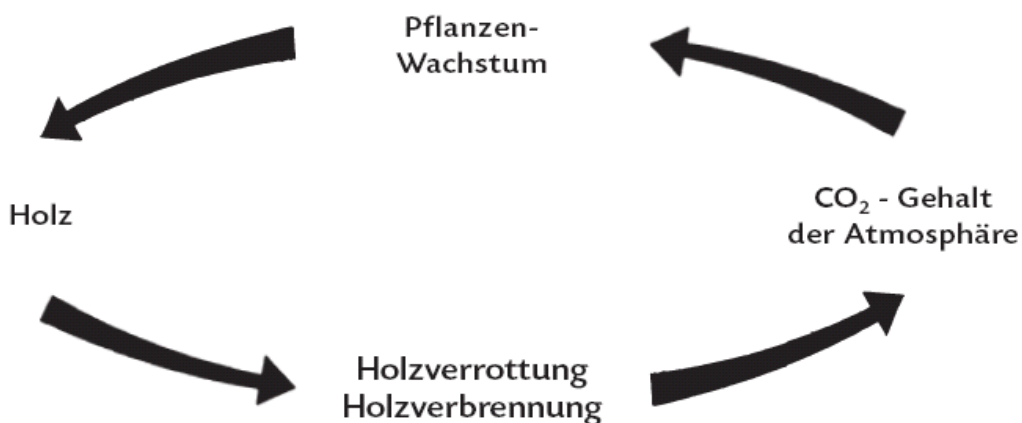 Pflanzen-
Wachstum
Holz
CO₂ - Gehalt
der Atmosphäre
Holzverrottung
Holzverbrennung